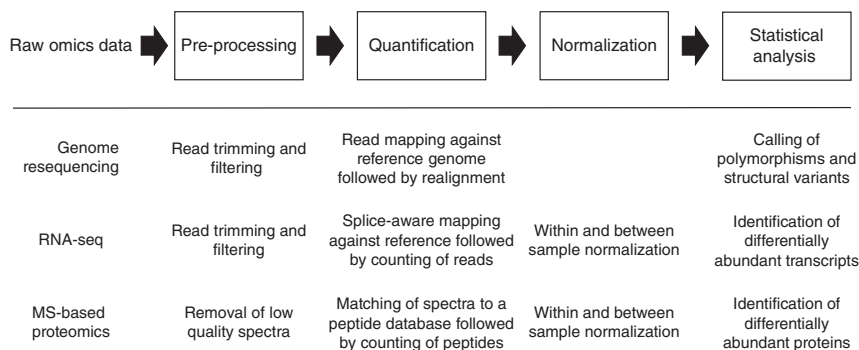 Raw omics data
Pre-processing
Quantification
Normalization
Statistical
analysis
Genome
resequencing
Read trimming and
filtering
Read mapping against
reference genome
followed by realignment
Calling of
polymorphisms and
structural variants
RNA-seq
Read trimming and
filtering
Splice-aware mapping
against reference followed
by counting of reads
Within and between
sample normalization
Identification of
differentially
abundant transcripts
MS-based
proteomics
Removal of low
quality spectra
Matching of spectra to a
peptide database followed
by counting of peptides
Within and between
sample normalization
Identification of
differentially
abundant proteins